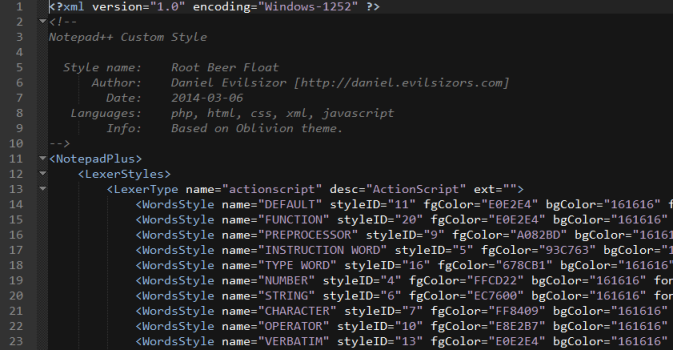 1 <?xml version="1.0" encoding="Windows-1252" ?>
2 <!--
3 Notepad++ Custom Style
4
5 Style name: Root Beer Float
6 Author: Daniel Evilsizor [http://daniel.evilsizors.com]
7 Date: 2014-03-06
8 Languages: php, html, css, xml, javascript
9 Info: Based on Oblivion theme.
10 -->
11 <NotepadPlus>
12 <LexerStyles>
13 <LexerType name="actionscript" desc="ActionScript" ext="">
14 <WordsStyle name="DEFAULT" styleID="11" fgColor="E0E2E4" bgColor="161616" f
15 <WordsStyle name="FUNCTION" styleID="20" fgColor="E0E2E4" bgColor="161616"
16 <WordsStyle name="PREPROCESSOR" styleID="9" fgColor="A082BD" bgColor="16161
17 <WordsStyle name="INSTRUCTION WORD" styleID="5" fgColor="93C763" bgColor="1
18 <WordsStyle name="TYPE WORD" styleID="16" fgColor="678CB1" bgColor="161616"
19 <WordsStyle name="NUMBER" styleID="4" fgColor="FFCD22" bgColor="161616" fon
20 <WordsStyle name="STRING" styleID="6" fgColor="EC7600" bgColor="161616" fon
21 <WordsStyle name="CHARACTER" styleID="7" fgColor="FF8409" bgColor="161616"
22 <WordsStyle name="OPERATOR" styleID="10" fgColor="E8E2B7" bgColor="161616"
23 <WordsStyle name="VERBATIM" styleID="13" fgColor="E0E2E4" bgColor="161616"